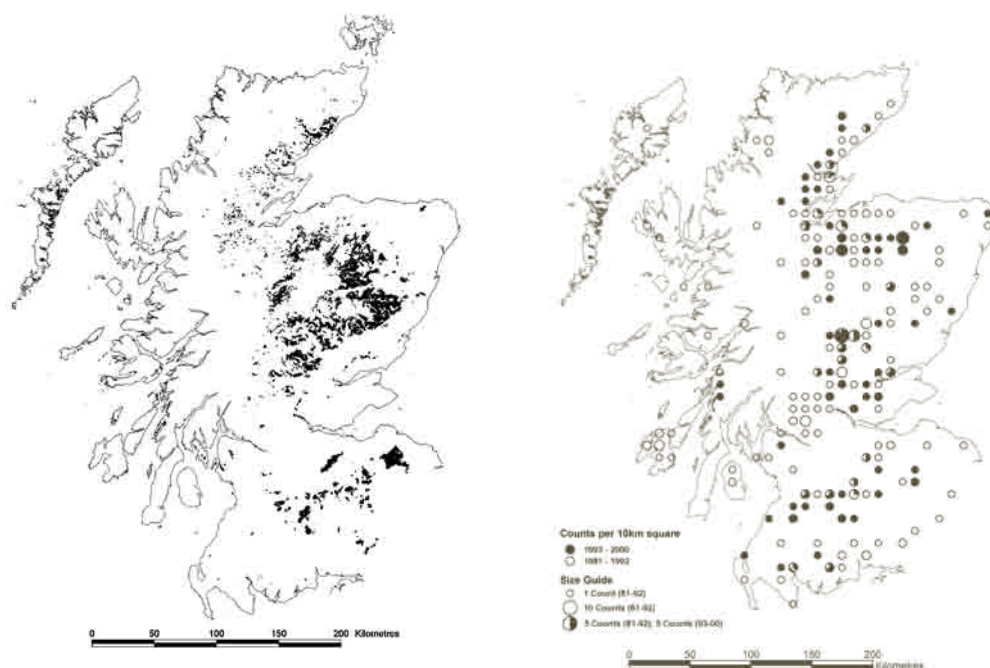 0 50 100 150 200 Kilometres
Counts per 10km square
1993 - 2000
1981 - 1992
Size Guide
1 Count (81-92)
10 Counts (81-92)
5 Counts (81-92); 5 Counts (93-00)
0 50 100 150 200
Kilometres